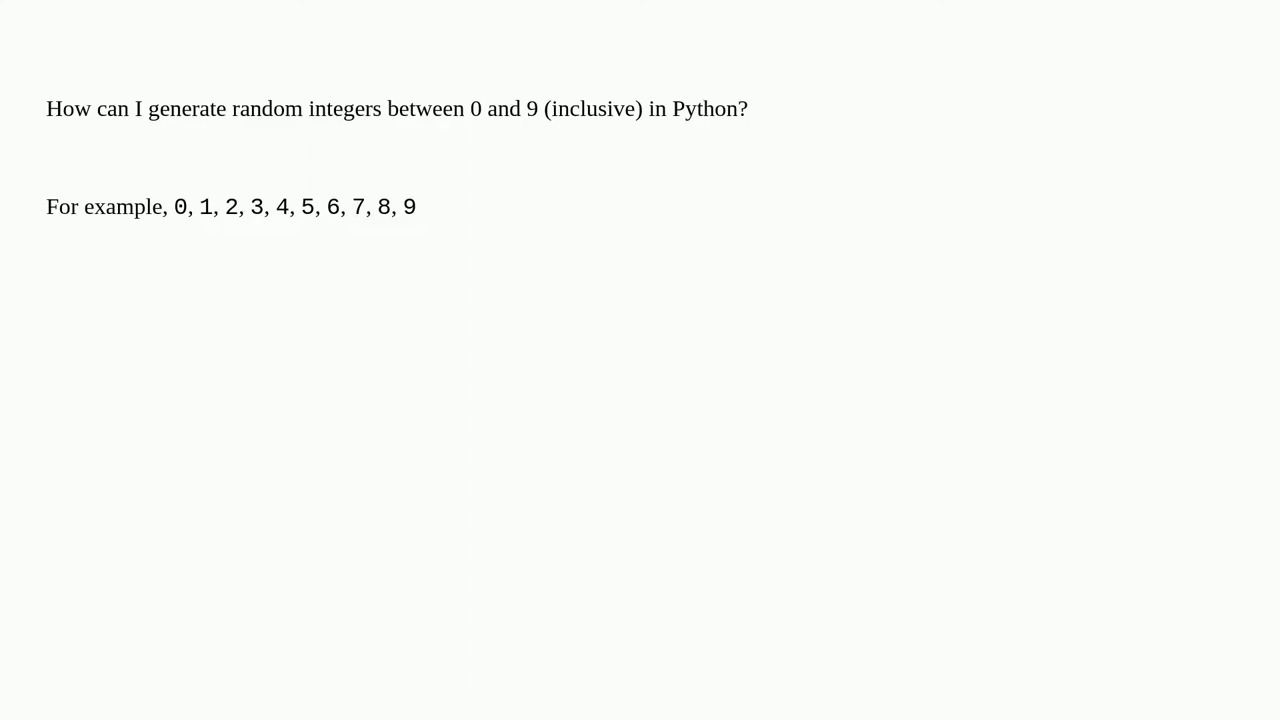 How can I generate random integers between 0 and 9 (inclusive) in Python?
For example, 0, 1, 2, 3, 4, 5, 6, 7, 8, 9